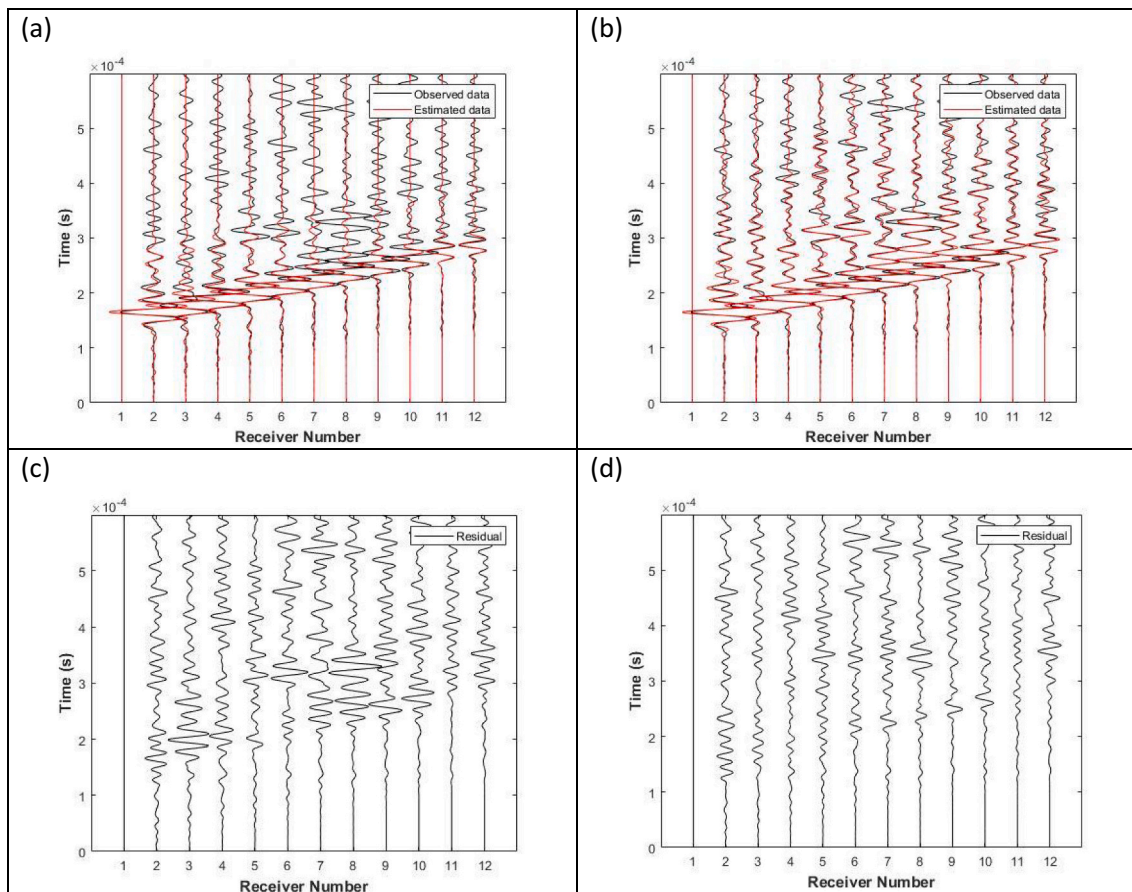 (a)
×10⁻⁴
Observed data
Estimated data
5
4
3
2
1
0
Time (s)
1 2 3 4 5 6 7 8 9 10 11 12
Receiver Number
(b)
×10⁻⁴
Observed data
Estimated data
5
4
3
2
1
0
Time (s)
1 2 3 4 5 6 7 8 9 10 11 12
Receiver Number
(c)
×10⁻⁴
Residual
5
4
3
2
1
0
Time (s)
1 2 3 4 5 6 7 8 9 10 11 12
Receiver Number
(d)
×10⁻⁴
Residual
5
4
3
2
1
0
Time (s)
1 2 3 4 5 6 7 8 9 10 11 12
Receiver Number